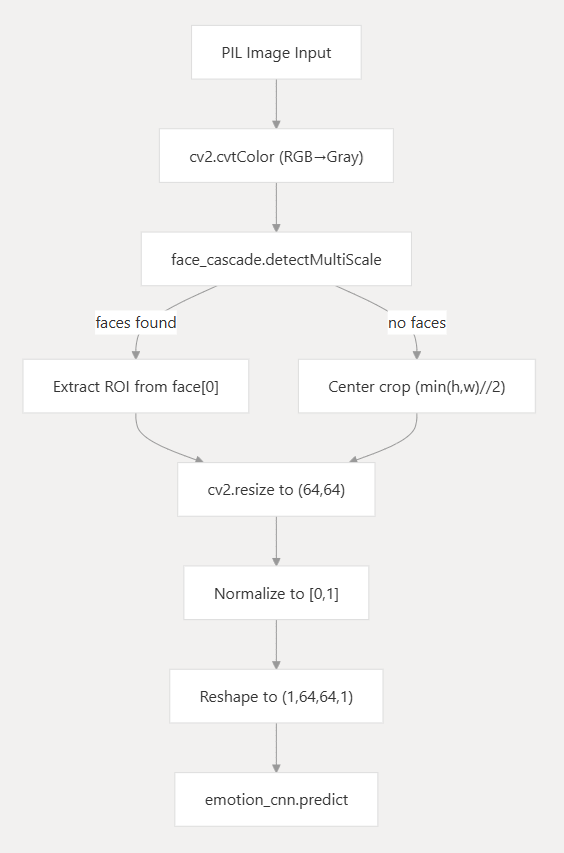 PIL Image Input
cv2.cvtColor (RGB→Gray)
face_cascade.detectMultiScale
faces found
no faces
Extract ROI from face[0]
Center crop (min(h,w)//2)
cv2.resize to (64,64)
Normalize to [0,1]
Reshape to (1,64,64,1)
emotion_cnn.predict